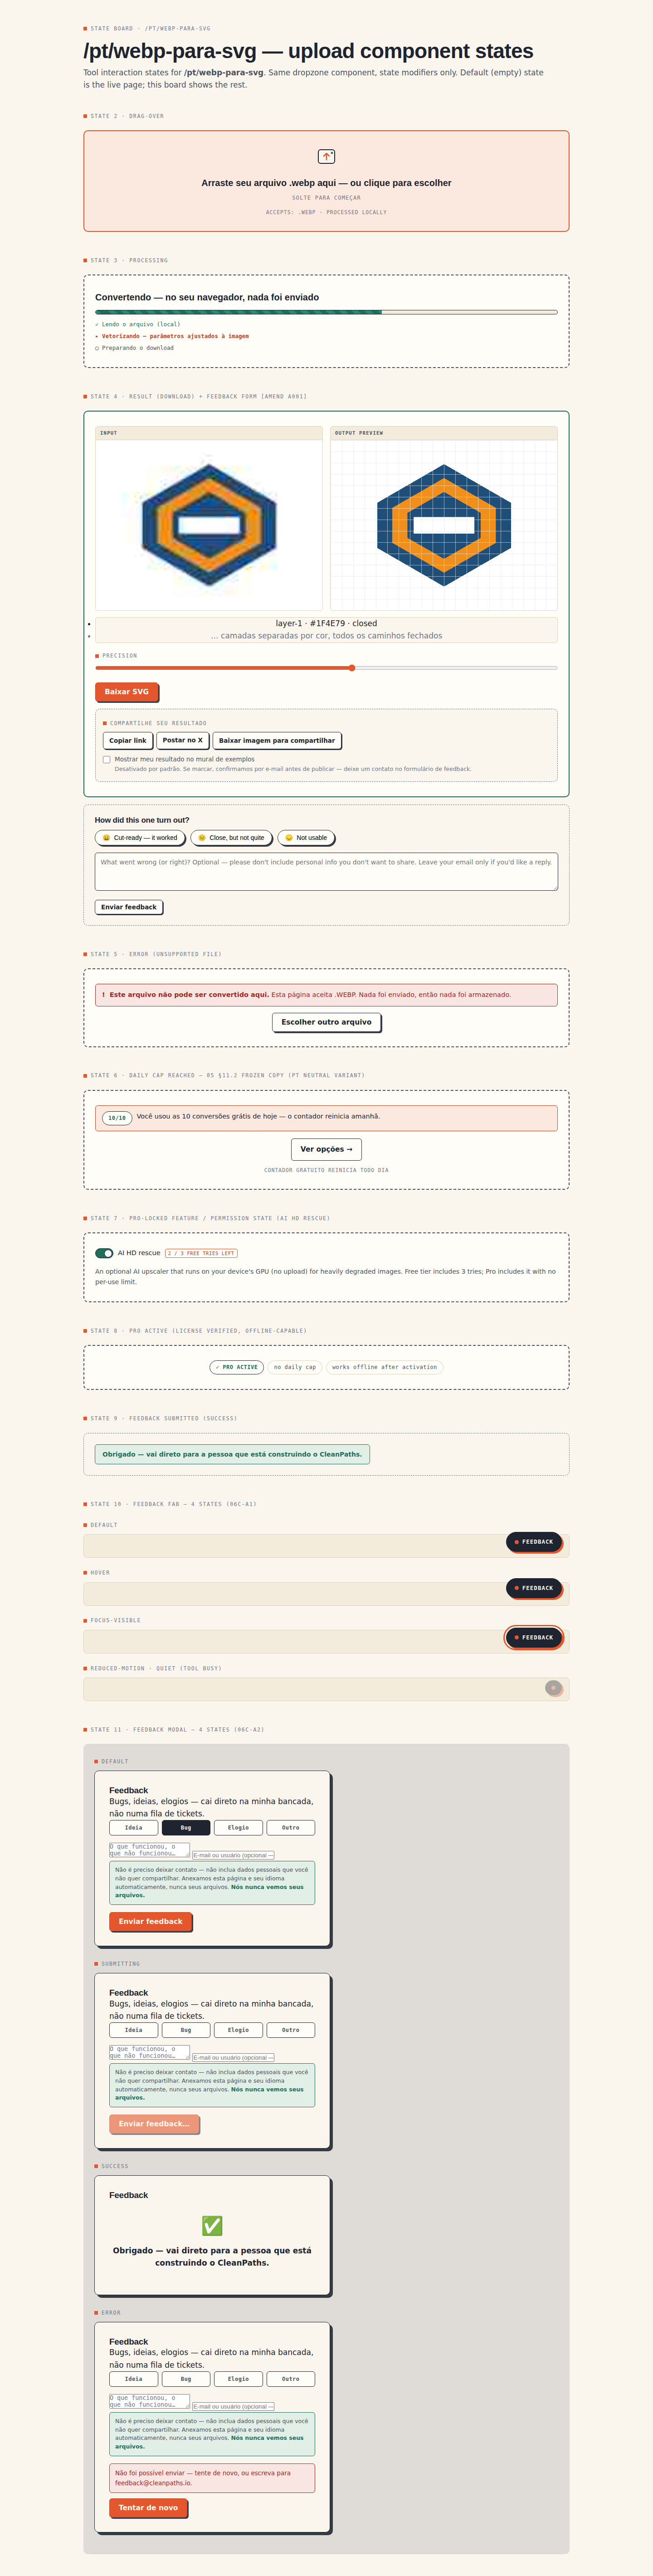 STATE BOARD · /PT/WEBP-PARA-SVG
/pt/webp-para-svg — upload component states
Tool interaction states for /pt/webp-para-svg. Same dropzone component, state modifiers only. Default (empty) state
is the live page; this board shows the rest.
STATE 2 · DRAG-OVER
Arraste seu arquivo .webp aqui — ou clique para escolher
SOLTE PARA COMEÇAR
ACCEPTS: .WEBP · PROCESSED LOCALLY
STATE 3 · PROCESSING
Convertendo — no seu navegador, nada foi enviado
✓ Lendo o arquivo (local)
▸ Vetorizando — parâmetros ajustados à imagem
○ Preparando o download
STATE 4 · RESULT (DOWNLOAD) + FEEDBACK FORM [AMEND A001]
INPUT
OUTPUT PREVIEW
layer-1 · #1F4E79 · closed
… camadas separadas por cor, todos os caminhos fechados
PRECISION
Baixar SVG
COMPARTILHE SEU RESULTADO
Copiar link
Postar no X
Baixar imagem para compartilhar
Mostrar meu resultado no mural de exemplos
Desativado por padrão. Se marcar, confirmamos por e-mail antes de publicar — deixe um contato no formulário de feedback.
How did this one turn out?
😀 Cut-ready — it worked
😐 Close, but not quite
😞 Not usable
What went wrong (or right)? Optional — please don't include personal info you don't want to share. Leave your email only if you'd like a reply.
Enviar feedback
STATE 5 · ERROR (UNSUPPORTED FILE)
! Este arquivo não pode ser convertido aqui. Esta página aceita .WEBP. Nada foi enviado, então nada foi armazenado.
Escolher outro arquivo
STATE 6 · DAILY CAP REACHED — 05 §11.2 FROZEN COPY (PT NEUTRAL VARIANT)
10/10 Você usou as 10 conversões grátis de hoje — o contador reinicia amanhã.
Ver opções →
CONTADOR GRATUITO REINICIA TODO DIA
STATE 7 · PRO-LOCKED FEATURE / PERMISSION STATE (AI HD RESCUE)
AI HD rescue 2 / 3 FREE TRIES LEFT
An optional AI upscaler that runs on your device's GPU (no upload) for heavily degraded images. Free tier includes 3 tries; Pro includes it with no
per-use limit.
STATE 8 · PRO ACTIVE (LICENSE VERIFIED, OFFLINE-CAPABLE)
✓ PRO ACTIVE
no daily cap
works offline after activation
STATE 9 · FEEDBACK SUBMITTED (SUCCESS)
Obrigado — vai direto para a pessoa que está construindo o CleanPaths.
STATE 10 · FEEDBACK FAB — 4 STATES (06C-A1)
DEFAULT
FEEDBACK
HOVER
FEEDBACK
FOCUS-VISIBLE
FEEDBACK
REDUCED-MOTION · QUIET (TOOL BUSY)
STATE 11 · FEEDBACK MODAL — 4 STATES (06C-A2)
DEFAULT
Feedback
Bugs, ideias, elogios — cai direto na minha bancada,
não numa fila de tickets.
Ideia
Bug
Elogio
Outro
O que funcionou, o
que não funcionou…
E-mail ou usuário (opcional —
Não é preciso deixar contato — não inclua dados pessoais que você
não quer compartilhar. Anexamos esta página e seu idioma
automaticamente, nunca seus arquivos. Nós nunca vemos seus
arquivos.
Enviar feedback
SUBMITTING
Feedback
Bugs, ideias, elogios — cai direto na minha bancada,
não numa fila de tickets.
Ideia
Bug
Elogio
Outro
O que funcionou, o
que não funcionou…
E-mail ou usuário (opcional —
Não é preciso deixar contato — não inclua dados pessoais que você
não quer compartilhar. Anexamos esta página e seu idioma
automaticamente, nunca seus arquivos. Nós nunca vemos seus
arquivos.
Enviar feedback…
SUCCESS
Feedback
Obrigado — vai direto para a pessoa que está
construindo o CleanPaths.
ERROR
Feedback
Bugs, ideias, elogios — cai direto na minha bancada,
não numa fila de tickets.
Ideia
Bug
Elogio
Outro
O que funcionou, o
que não funcionou…
E-mail ou usuário (opcional —
Não é preciso deixar contato — não inclua dados pessoais que você
não quer compartilhar. Anexamos esta página e seu idioma
automaticamente, nunca seus arquivos. Nós nunca vemos seus
arquivos.
Não foi possível enviar — tente de novo, ou escreva para
feedback@cleanpaths.io.
Tentar de novo